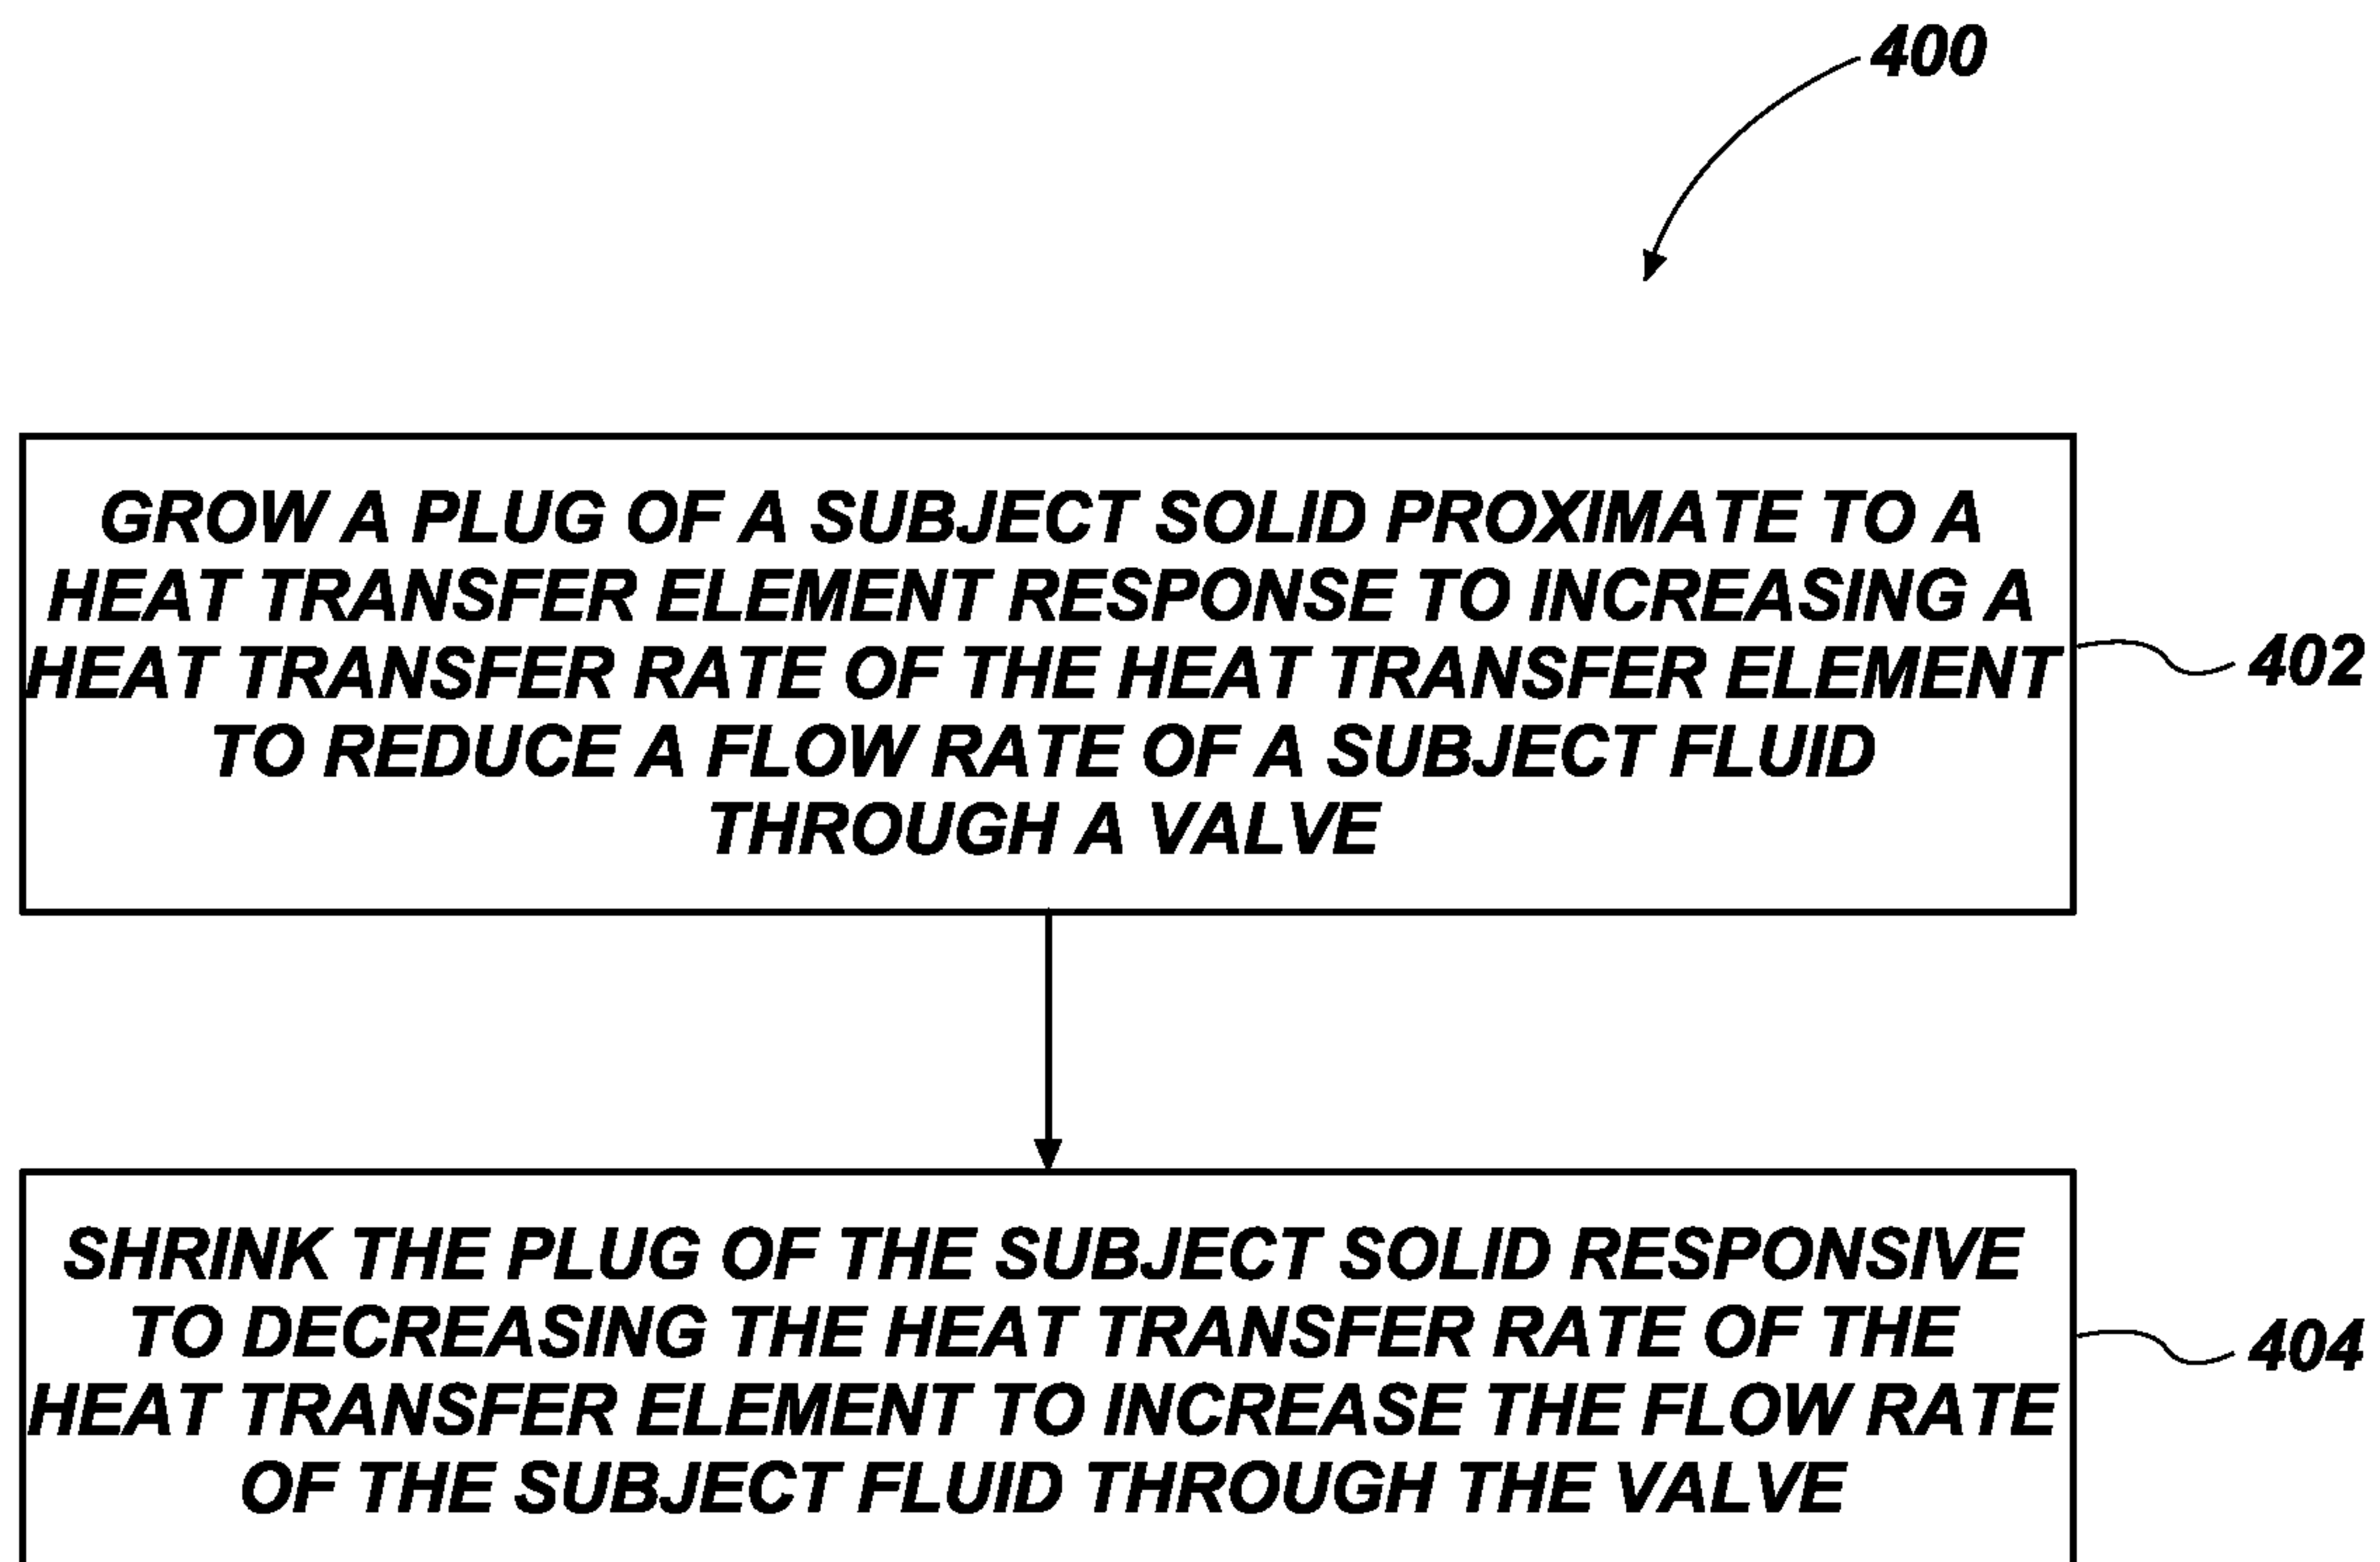 400
GROW A PLUG OF A SUBJECT SOLID PROXIMATE TO A
HEAT TRANSFER ELEMENT RESPONSE TO INCREASING A
HEAT TRANSFER RATE OF THE HEAT TRANSFER ELEMENT
TO REDUCE A FLOW RATE OF A SUBJECT FLUID
THROUGH A VALVE
402
SHRINK THE PLUG OF THE SUBJECT SOLID RESPONSIVE
TO DECREASING THE HEAT TRANSFER RATE OF THE
HEAT TRANSFER ELEMENT TO INCREASE THE FLOW RATE
OF THE SUBJECT FLUID THROUGH THE VALVE
404